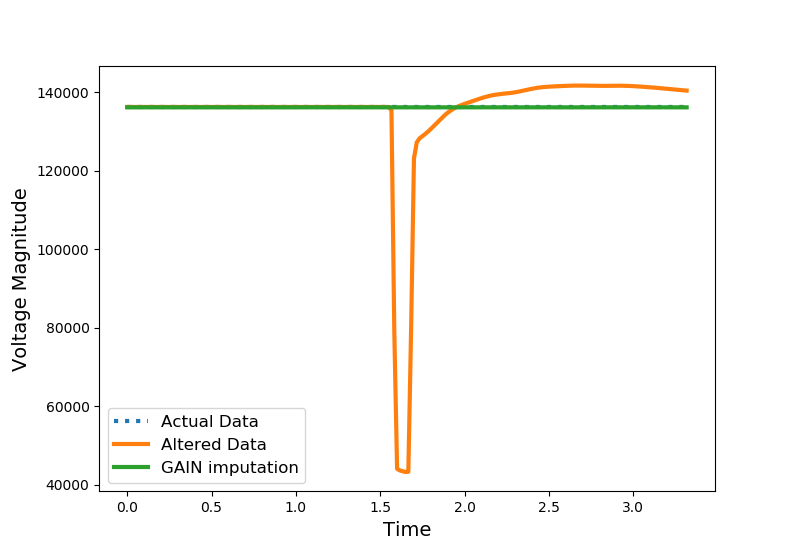 140000
120000
100000
80000
60000
40000
Voltage Magnitude
Actual Data
Altered Data
GAIN imputation
0.0 0.5 1.0 1.5 2.0 2.5 3.0
Time